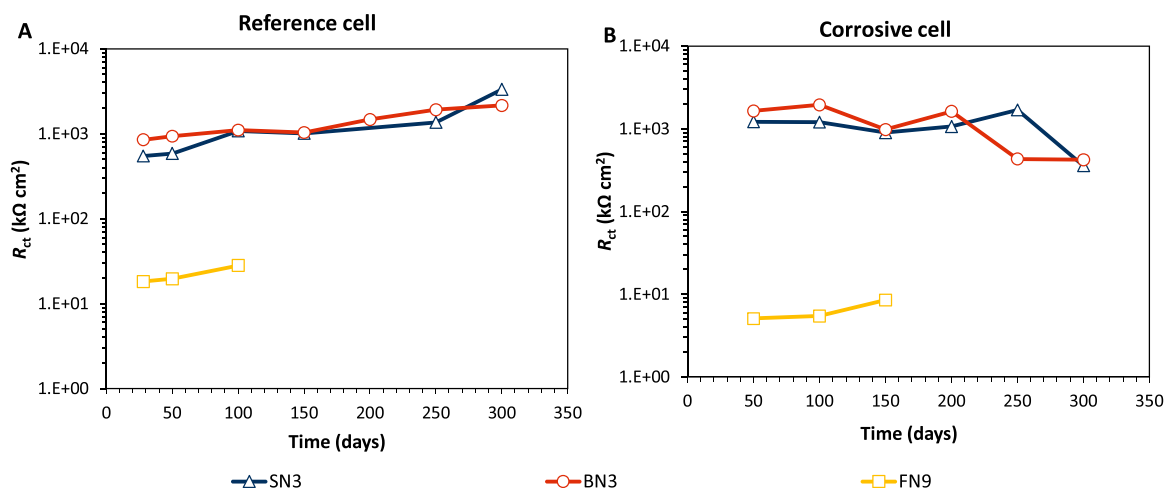 A
Reference cell
1.E+04
1.E+03
1.E+02
1.E+01
1.E+00
Rct (kΩ cm2)
0 50 100 150 200 250 300 350
Time (days)
B
Corrosive cell
1.E+04
1.E+03
1.E+02
1.E+01
1.E+00
Rct (kΩ cm2)
0 50 100 150 200 250 300 350
Time (days)
SN3 BN3 FN9